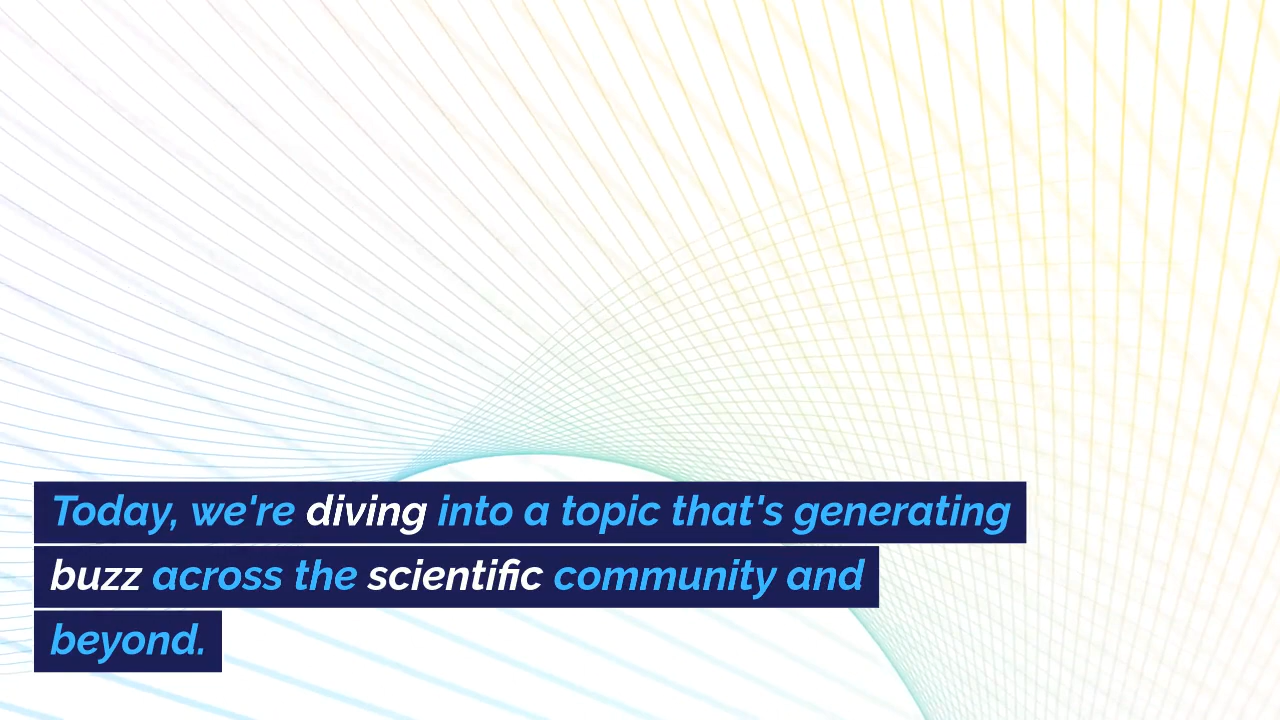 Today, we're diving into a topic that's generating
buzz across the scientific community and
beyond.